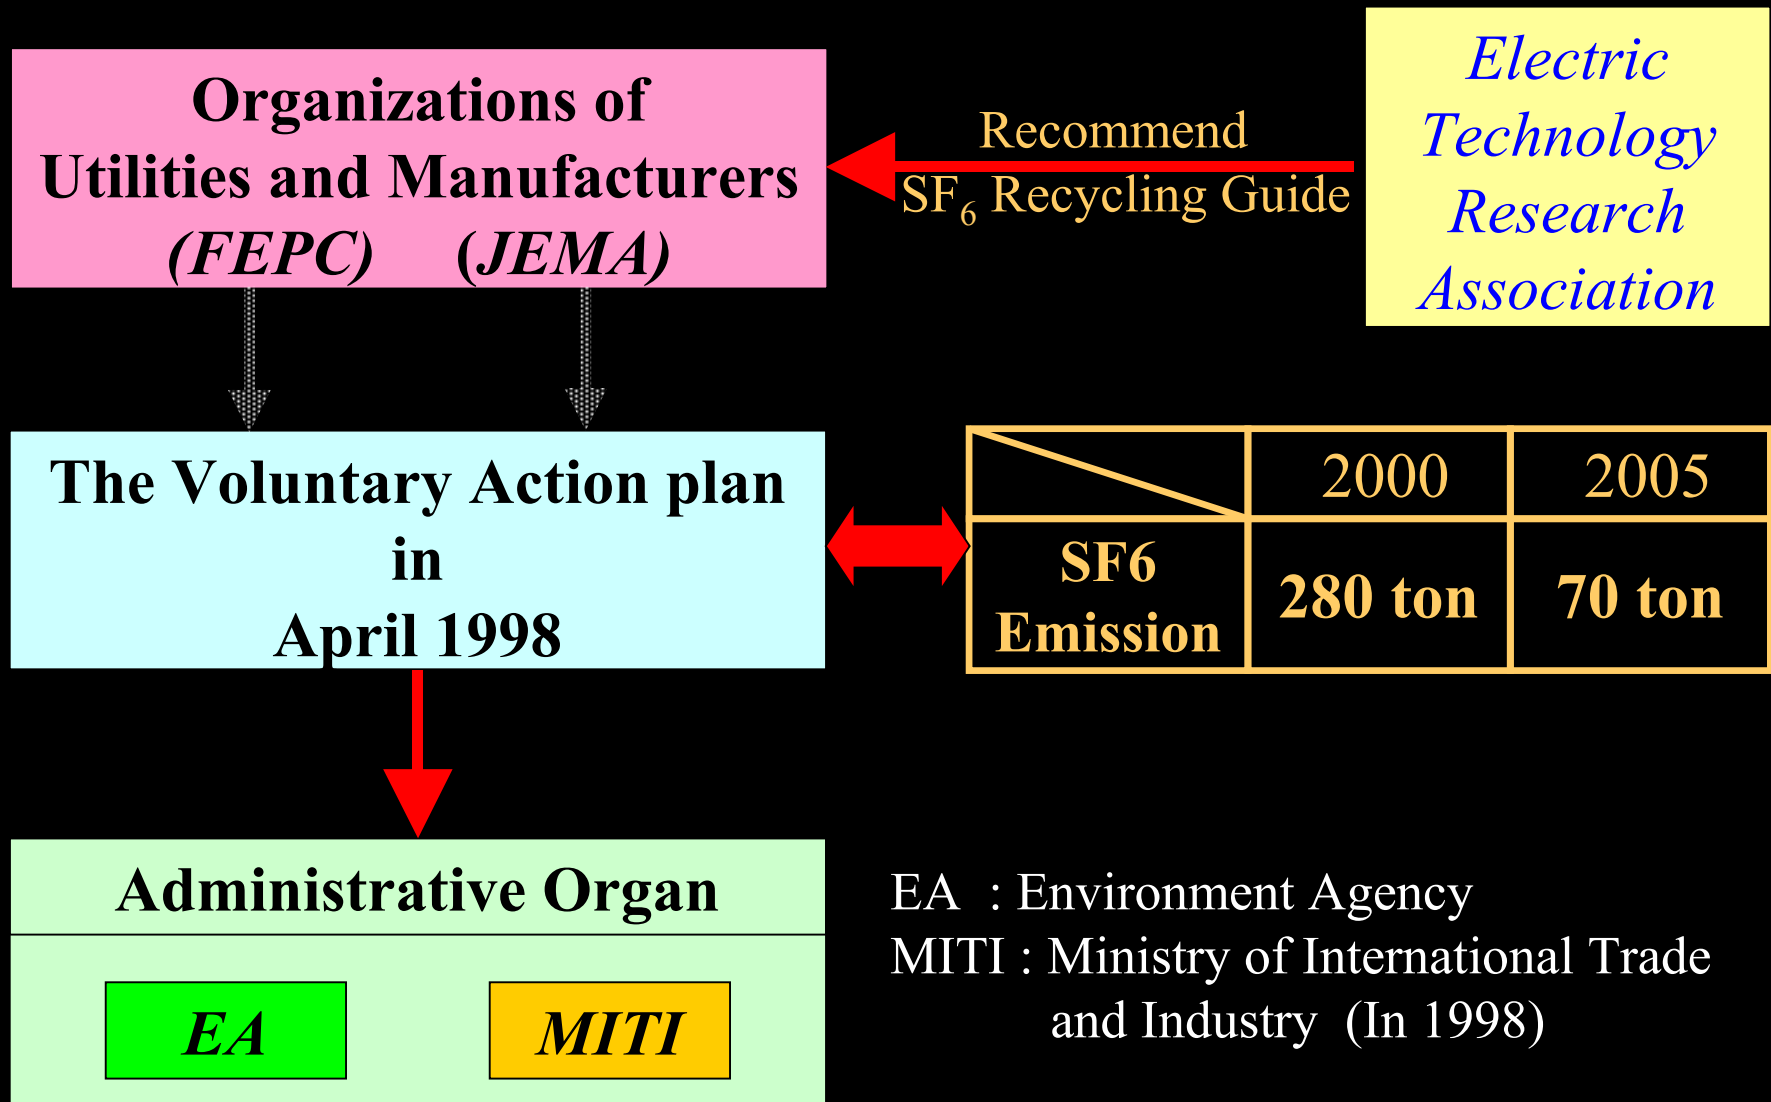 Organizations of
Utilities and Manufacturers
(FEPC) (JEMA)
Recommend
SF6 Recycling Guide
Electric
Technology
Research
Association
The Voluntary Action plan
in
April 1998
2000 2005
SF6
Emission
280 ton 70 ton
Administrative Organ
EA MITI
EA : Environment Agency
MITI : Ministry of International Trade
and Industry (In 1998)